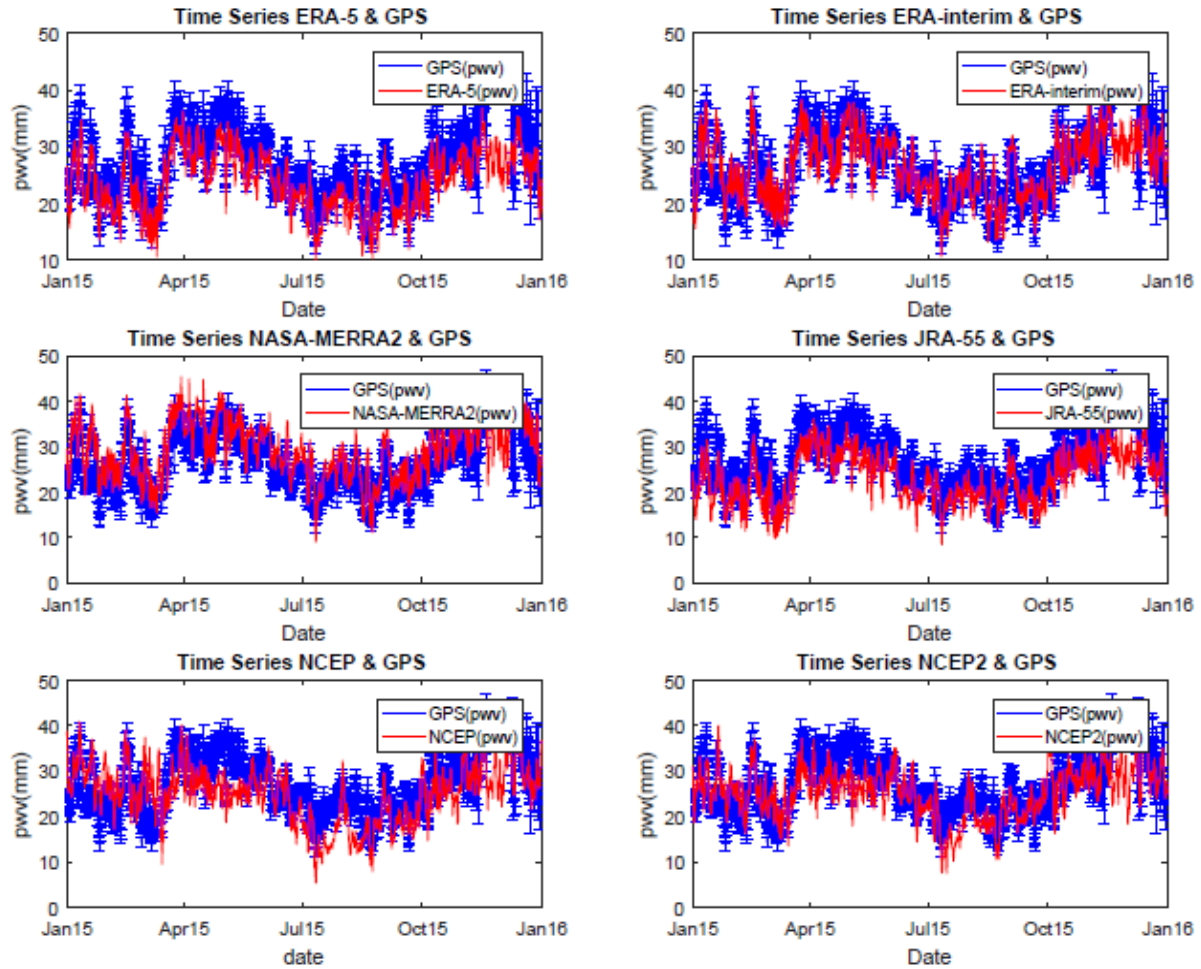 Time Series ERA-5 & GPS
50
40
30
20
10
pwv(mm)
GPS(pwv)
ERA-5(pwv)
Jan15 Apr15 Jul15 Oct15 Jan16
Date
Time Series ERA-interim & GPS
50
40
30
20
10
pwv(mm)
GPS(pwv)
ERA-interim(pwv)
Jan15 Apr15 Jul15 Oct15 Jan16
Date
Time Series NASA-MERRA2 & GPS
50
40
30
20
10
0
pwv(mm)
GPS(pwv)
NASA-MERRA2(pwv)
Jan15 Apr15 Jul15 Oct15 Jan16
Date
Time Series JRA-55 & GPS
50
40
30
20
10
0
pwv(mm)
GPS(pwv)
JRA-55(pwv)
Jan15 Apr15 Jul15 Oct15 Jan16
Date
Time Series NCEP & GPS
50
40
30
20
10
0
pwv(mm)
GPS(pwv)
NCEP(pwv)
Jan15 Apr15 Jul15 Oct15 Jan16
date
Time Series NCEP2 & GPS
50
40
30
20
10
0
pwv(mm)
GPS(pwv)
NCEP2(pwv)
Jan15 Apr15 Jul15 Oct15 Jan16
Date